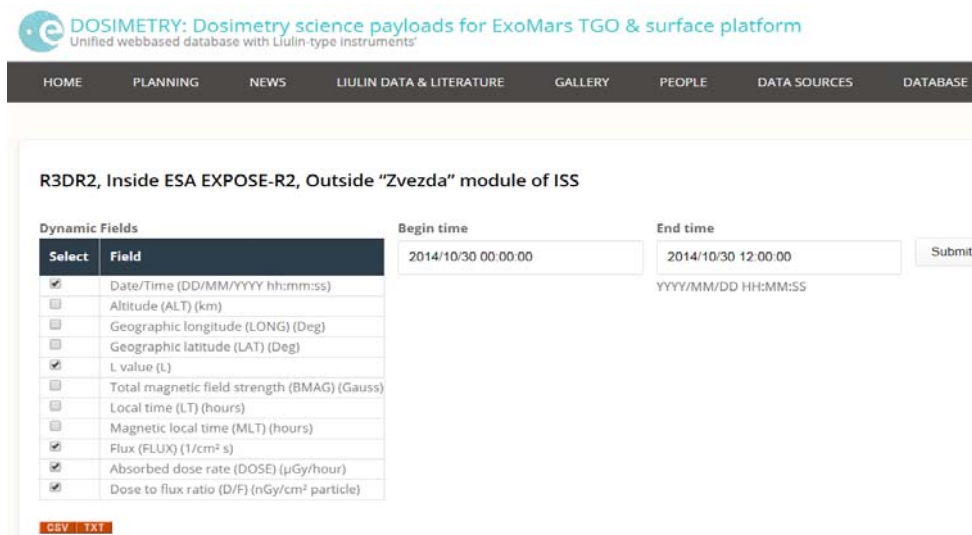 DOSIMETRY: Dosimetry science payloads for ExoMars TGO & surface platform
Unified webbased database with Liulin-type instruments'
HOME PLANNING NEWS LIULIN DATA & LITERATURE GALLERY PEOPLE DATA SOURCES DATABASE
R3DR2, Inside ESA EXPOSE-R2, Outside “Zvezda” module of ISS
Dynamic Fields Begin time End time
Select Field 2014/10/30 00:00:00 2014/10/30 12:00:00 Submit
Date/Time (DD/MM/YYYY hh:mm:ss) YYYY/MM/DD HH:MM:SS
Altitude (ALT) (km)
Geographic longitude (LONG) (Deg)
Geographic latitude (LAT) (Deg)
L value (L)
Total magnetic field strength (BMAG) (Gauss)
Local time (LT) (hours)
Magnetic local time (MLT) (hours)
Flux (FLUX) (1/cm² s)
Absorbed dose rate (DOSE) (µGy/hour)
Dose to flux ratio (D/F) (nGy/cm² particle)
CSV TXT